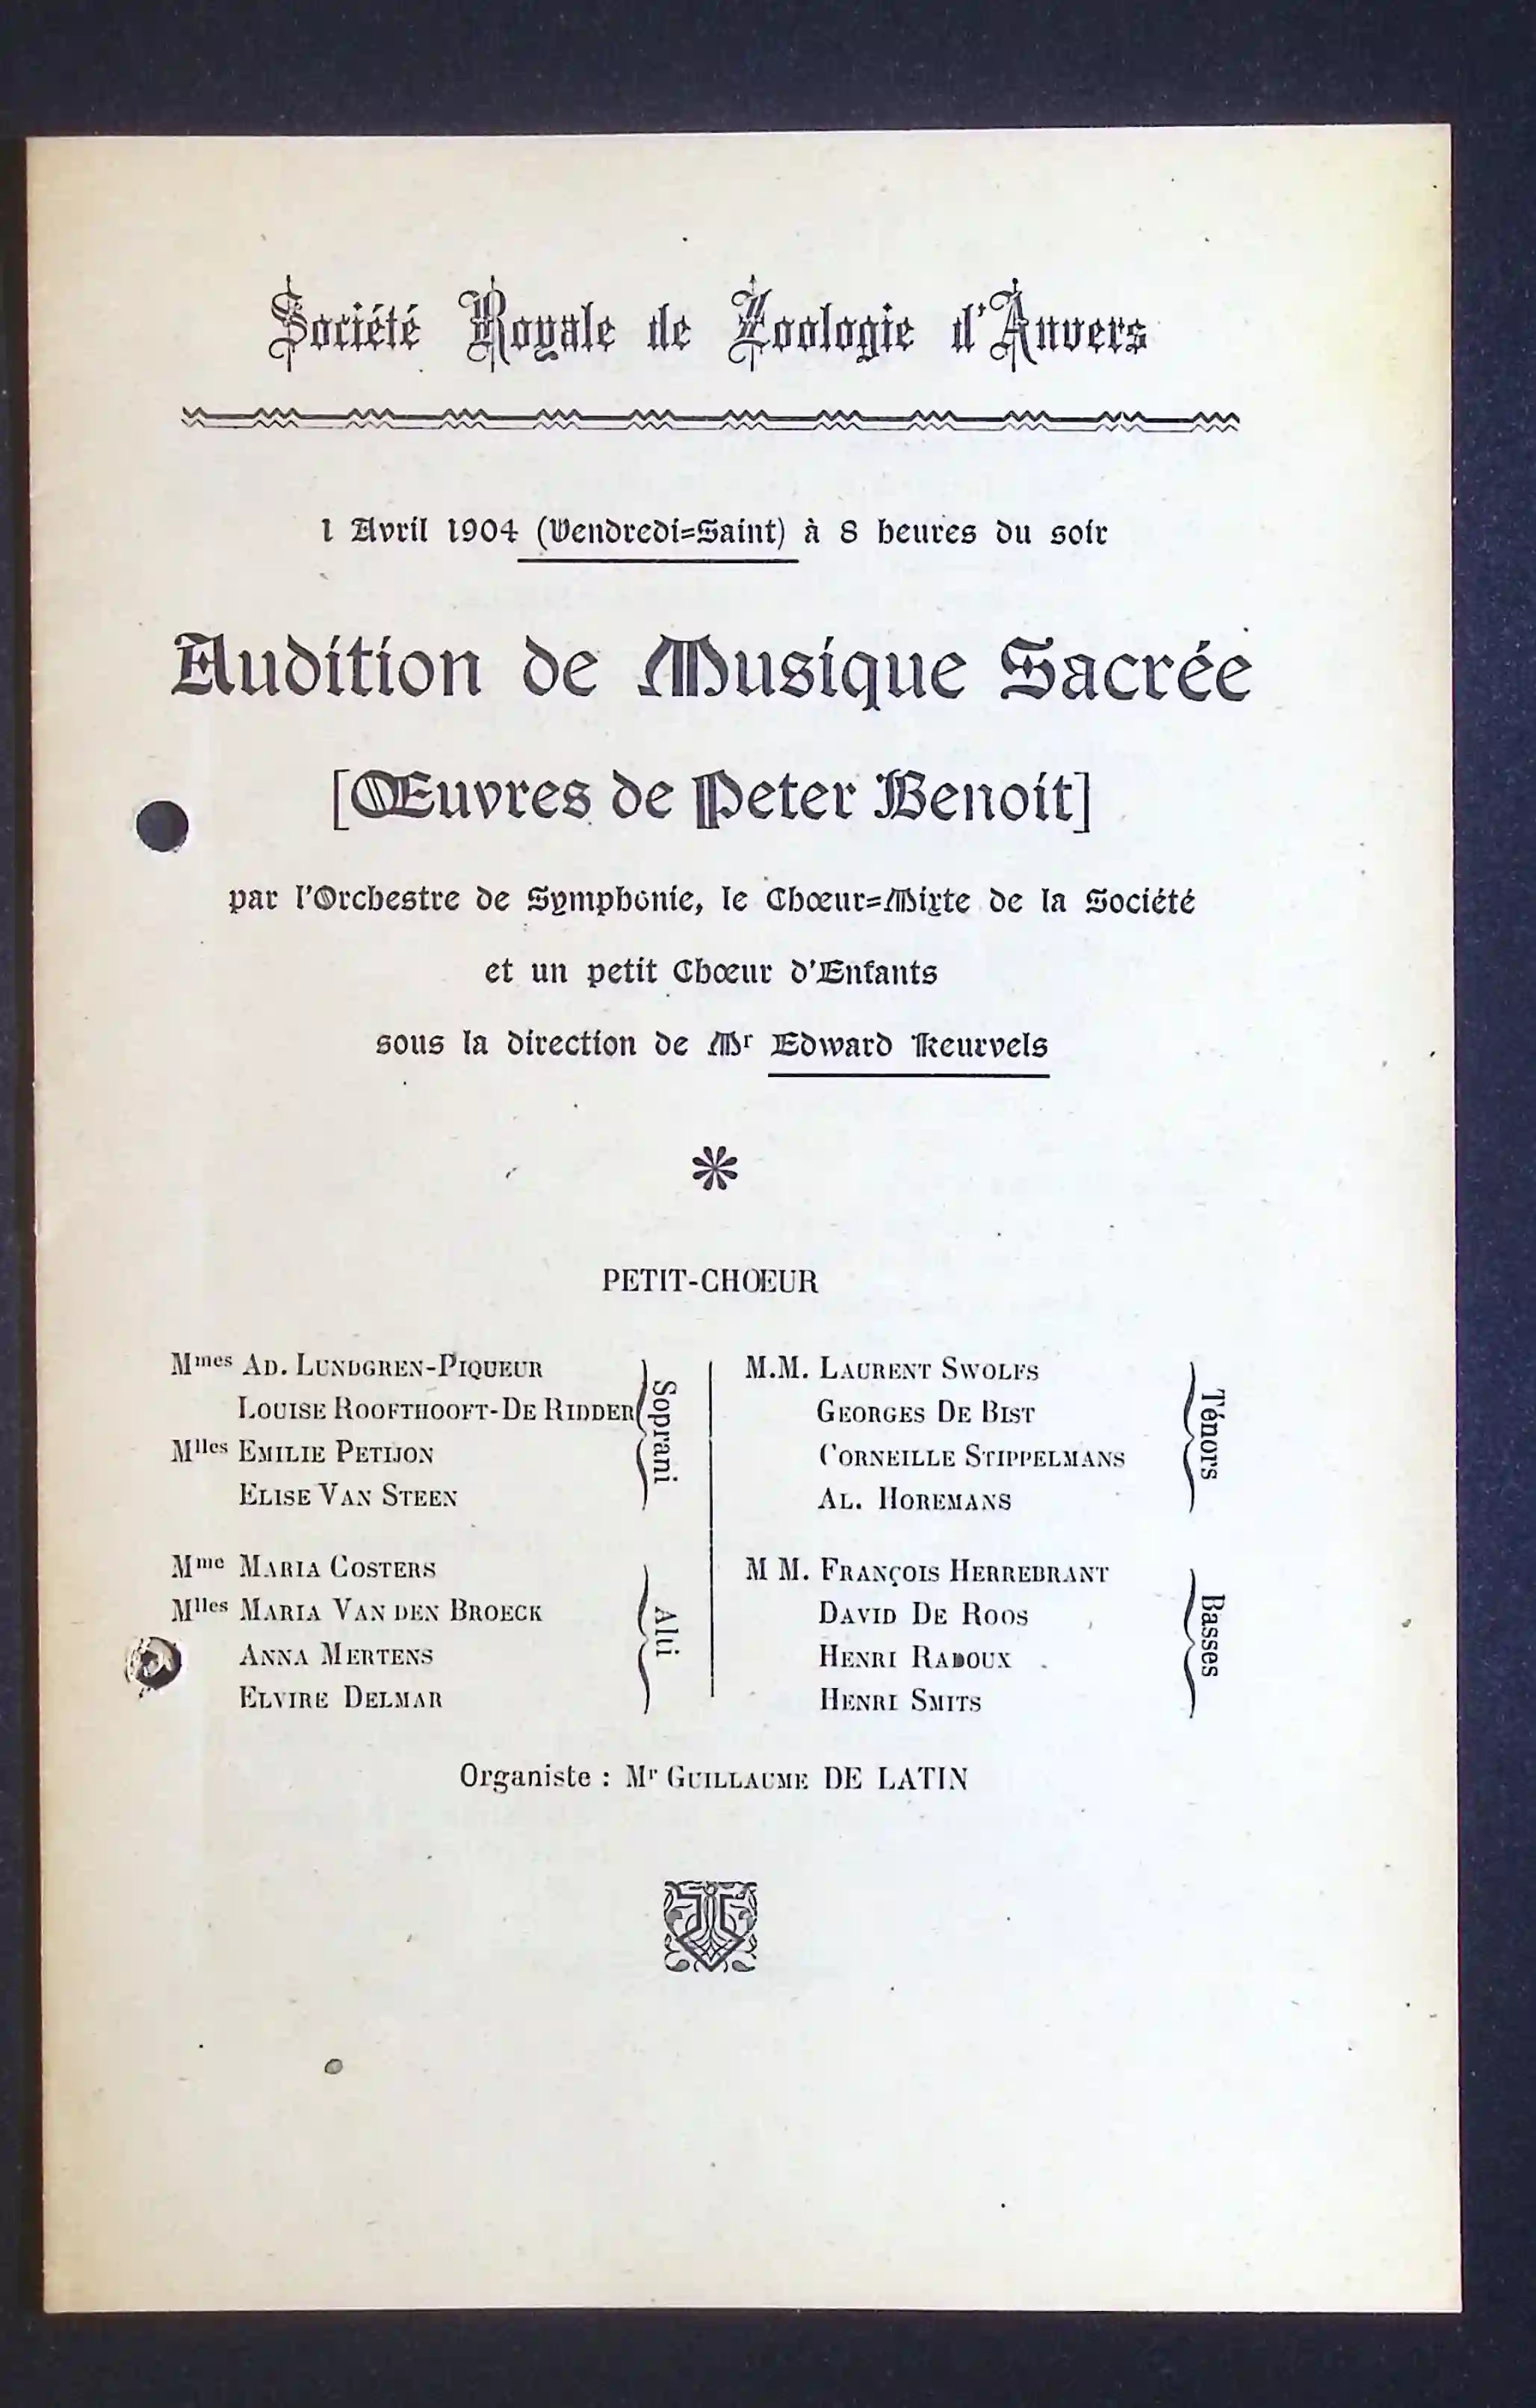 Société Royale de Zoologie d'Anvers
1 Avril 1904 (Vendredi=Saint) à 8 heures du soir
Audition de Musique Sacrée
[Œuvres de Peter Benoit]
par l'Orchestre de Symphonie, le Chœur=Mixte de la Société
et un petit Chœur d'Enfants
sous la direction de Mr Edward Keurvels
PETIT-CHOEUR
Mmes AD. LUNDGREN-PIQUEUR
LOUISE ROOFTHOOFT-DE RIDDER
Mlles EMILIE PETIJON
ELISE VAN STEEN
Soprani
Mme MARIA COSTERS
Mlles MARIA VAN DEN BROECK
ANNA MERTENS
ELVIRE DELMAR
Alti
M.M. LAURENT SWOLFS
GEORGES DE BIST
CORNEILLE STIPPELMANS
AL. HOREMANS
Ténors
M M. FRANÇOIS HERREBRANT
DAVID DE ROOS
HENRI RADOUX
HENRI SMITS
Basses
Organiste : Mr GUILLAUME DE LATIN